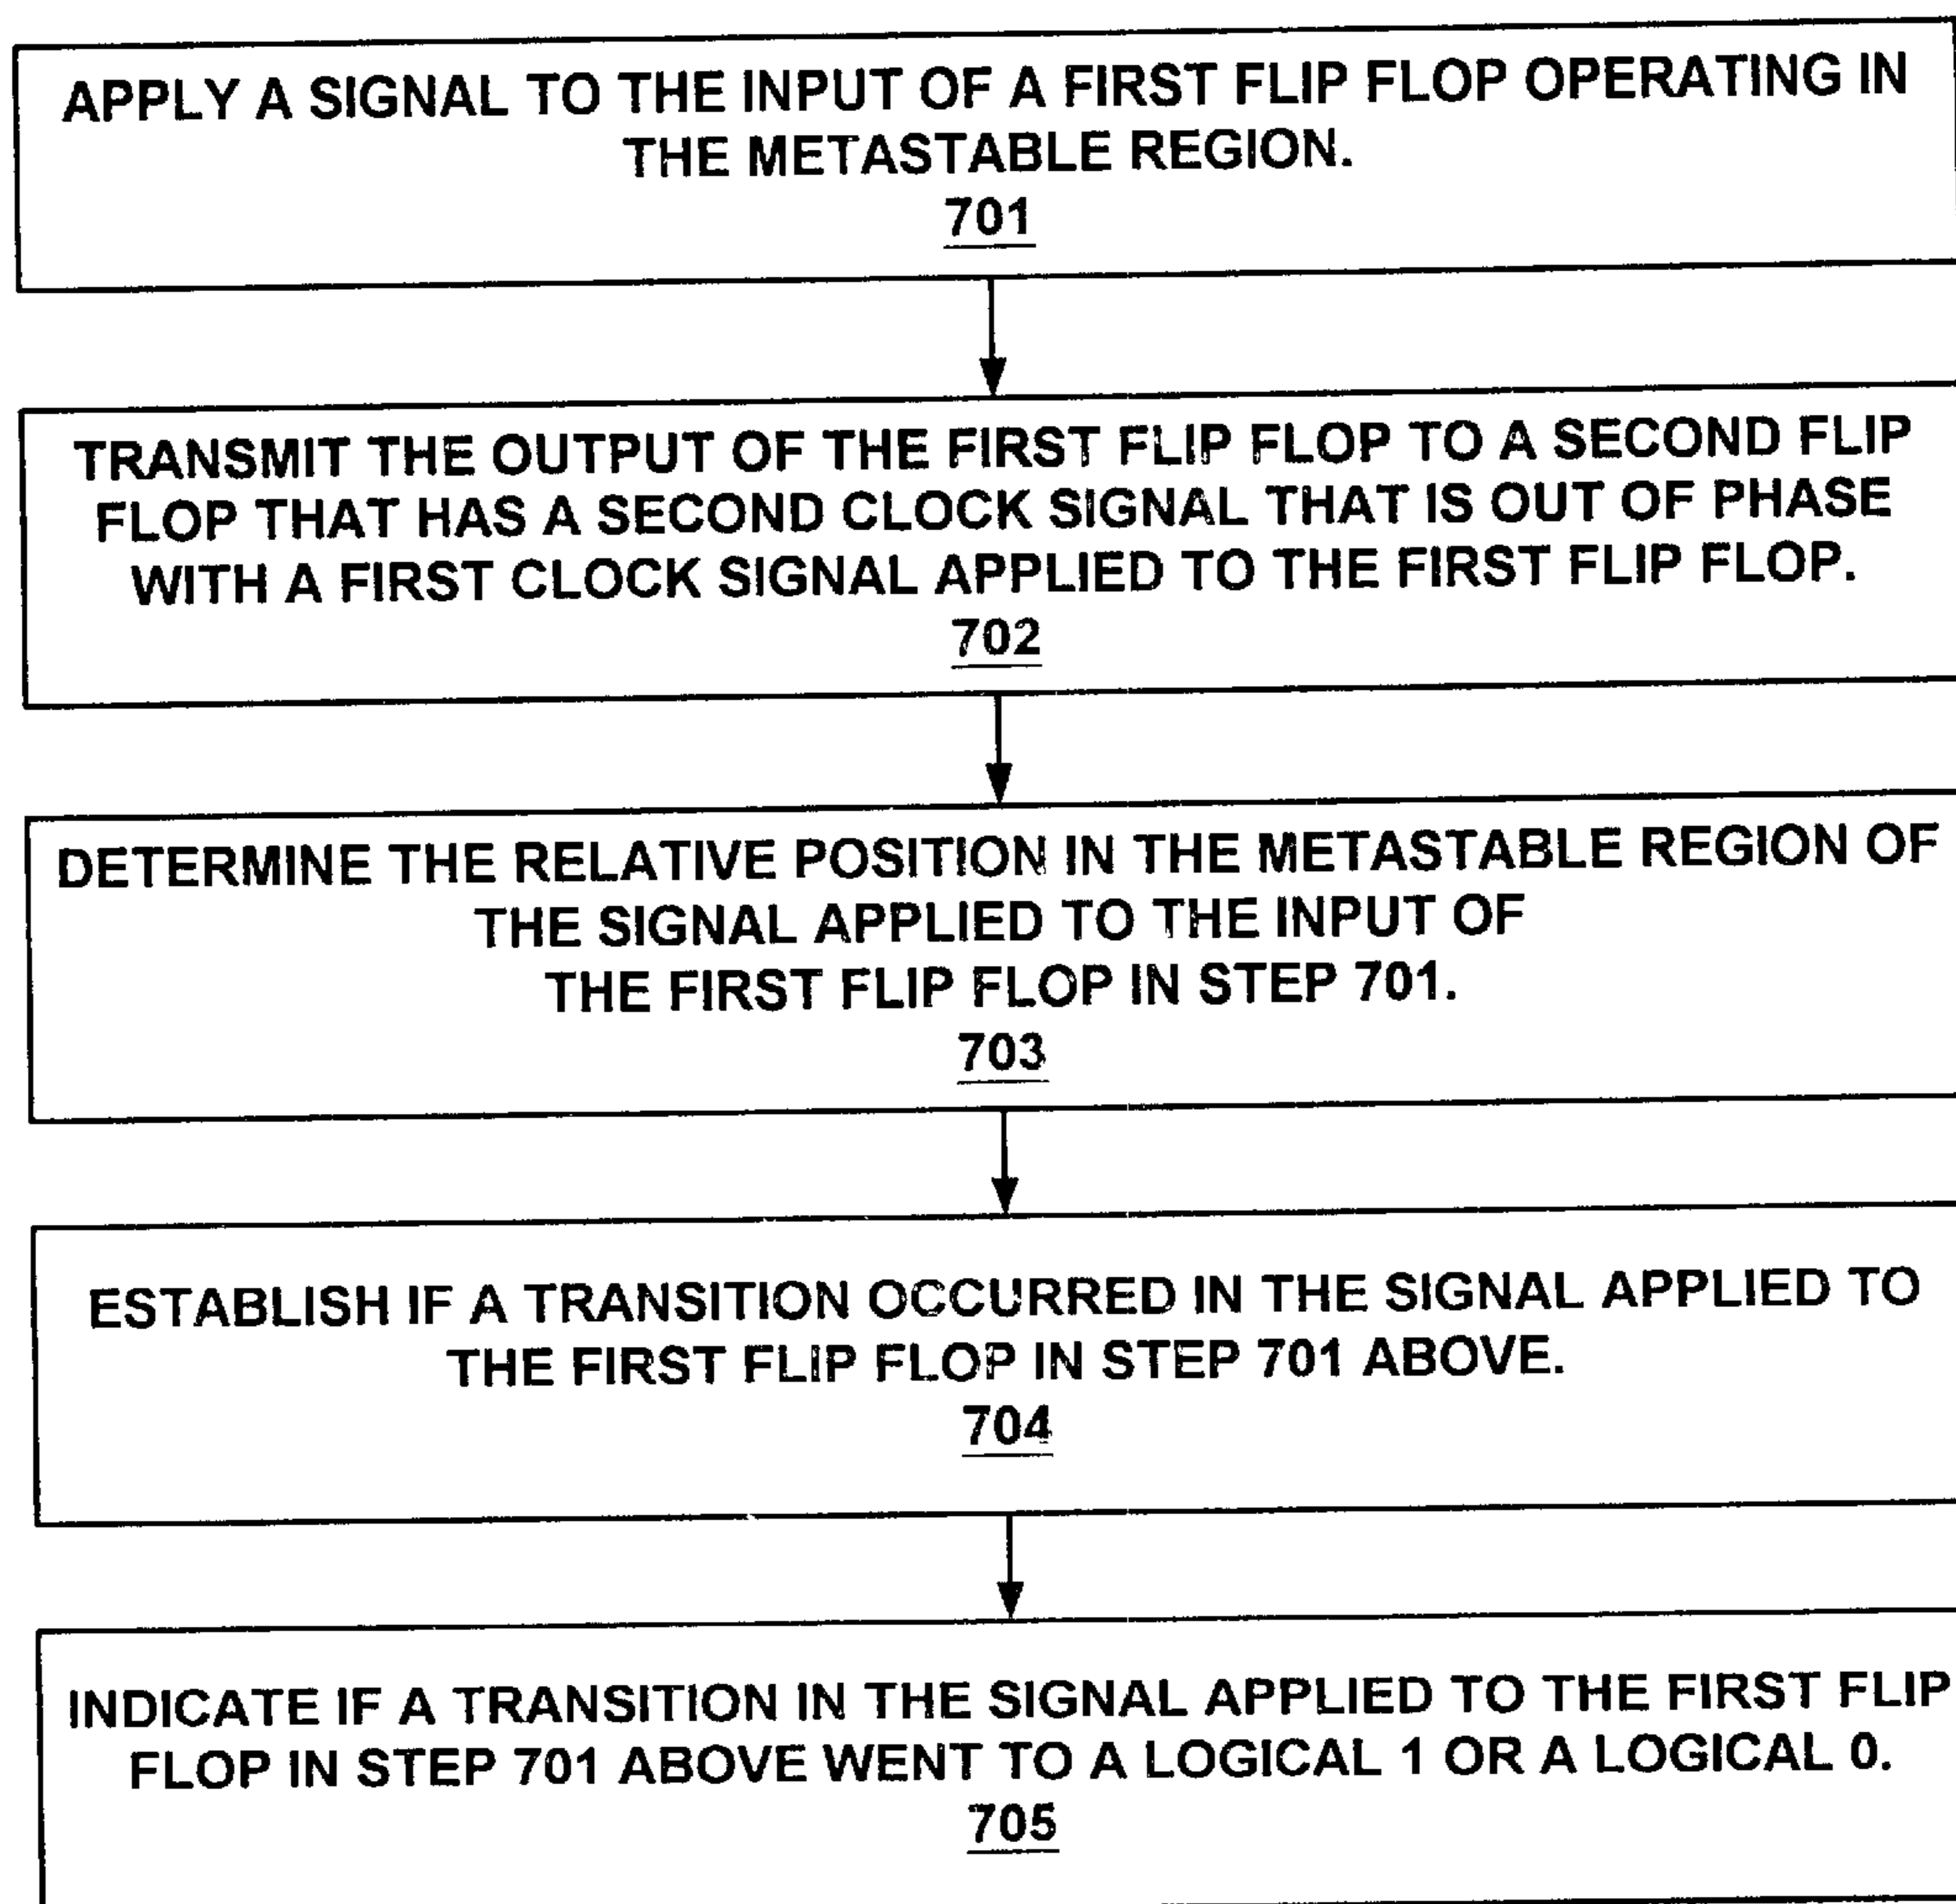 APPLY A SIGNAL TO THE INPUT OF A FIRST FLIP FLOP OPERATING IN
THE METASTABLE REGION.
701
TRANSMIT THE OUTPUT OF THE FIRST FLIP FLOP TO A SECOND FLIP
FLOP THAT HAS A SECOND CLOCK SIGNAL THAT IS OUT OF PHASE
WITH A FIRST CLOCK SIGNAL APPLIED TO THE FIRST FLIP FLOP.
702
DETERMINE THE RELATIVE POSITION IN THE METASTABLE REGION OF
THE SIGNAL APPLIED TO THE INPUT OF
THE FIRST FLIP FLOP IN STEP 701.
703
ESTABLISH IF A TRANSITION OCCURRED IN THE SIGNAL APPLIED TO
THE FIRST FLIP FLOP IN STEP 701 ABOVE.
704
INDICATE IF A TRANSITION IN THE SIGNAL APPLIED TO THE FIRST FLIP
FLOP IN STEP 701 ABOVE WENT TO A LOGICAL 1 OR A LOGICAL 0.
705